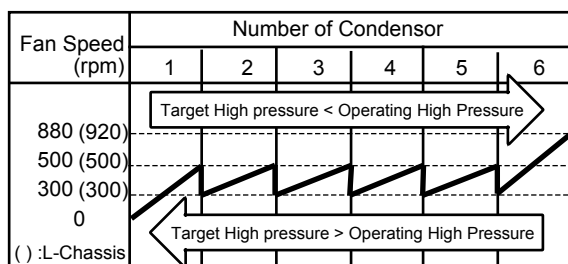 Fan Speed
(rpm)
Number of Condensor
1 2 3 4 5 6
Target High pressure < Operating High Pressure
880 (920)
500 (500)
300 (300)
0
Target High pressure > Operating High Pressure
( ) :L-Chassis